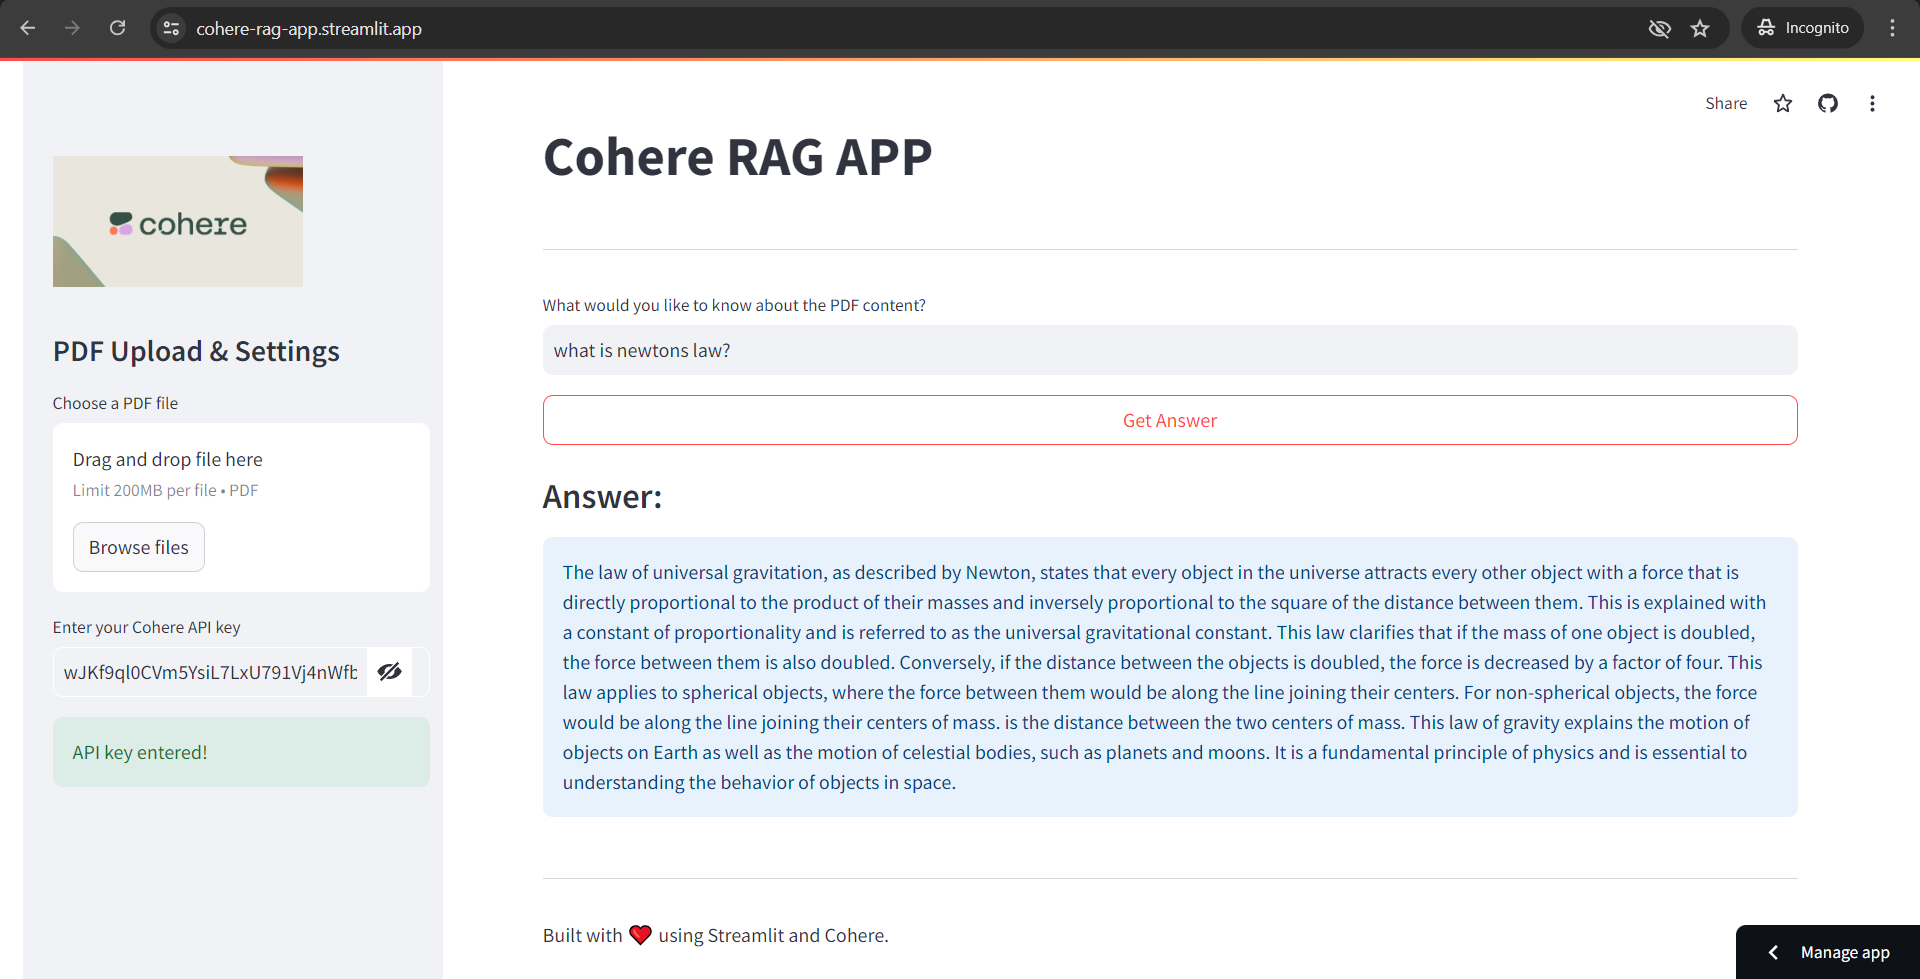 cohere-rag-app.streamlit.app
Incognito
Share
cohere
Cohere RAG APP
What would you like to know about the PDF content?
what is newtons law?
Get Answer
PDF Upload & Settings
Choose a PDF file
Drag and drop file here
Limit 200MB per file • PDF
Browse files
Enter your Cohere API key
wJKf9ql0CVm5YsiL7LxU791Vj4nWfb
API key entered!
Answer:
The law of universal gravitation, as described by Newton, states that every object in the universe attracts every other object with a force that is
directly proportional to the product of their masses and inversely proportional to the square of the distance between them. This is explained with
a constant of proportionality and is referred to as the universal gravitational constant. This law clarifies that if the mass of one object is doubled,
the force between them is also doubled. Conversely, if the distance between the objects is doubled, the force is decreased by a factor of four. This
law applies to spherical objects, where the force between them would be along the line joining their centers. For non-spherical objects, the force
would be along the line joining their centers of mass. is the distance between the two centers of mass. This law of gravity explains the motion of
objects on Earth as well as the motion of celestial bodies, such as planets and moons. It is a fundamental principle of physics and is essential to
understanding the behavior of objects in space.
Built with ❤️ using Streamlit and Cohere.
Manage app